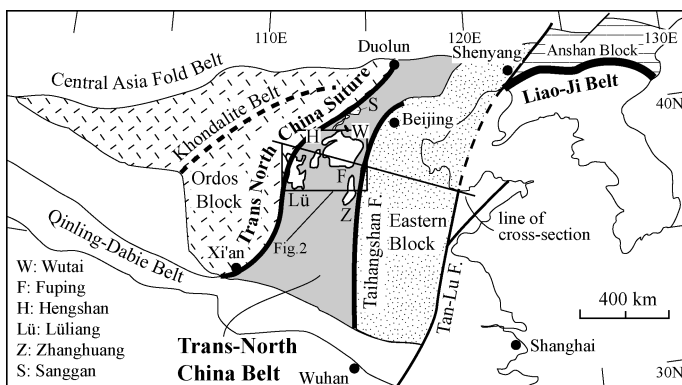 110E
120E
130E
Duolun
Shenyang
Anshan Block
Central Asia Fold Belt
Liao-Ji Belt
40N
Khondalite Belt
Trans North China Suture
S
Beijing
H
W
Ordos
Block
F
Lü
Z
Eastern
Block
line of
cross-section
Taihangshan F.
Qinling-Dabie Belt
Xi'an
Fig.2
Tan-Lu F.
W: Wutai
F: Fuping
H: Hengshan
Lü: Lüliang
Z: Zhanghuang
S: Sanggan
400 km
Trans-North
China Belt
Shanghai
Wuhan
30N